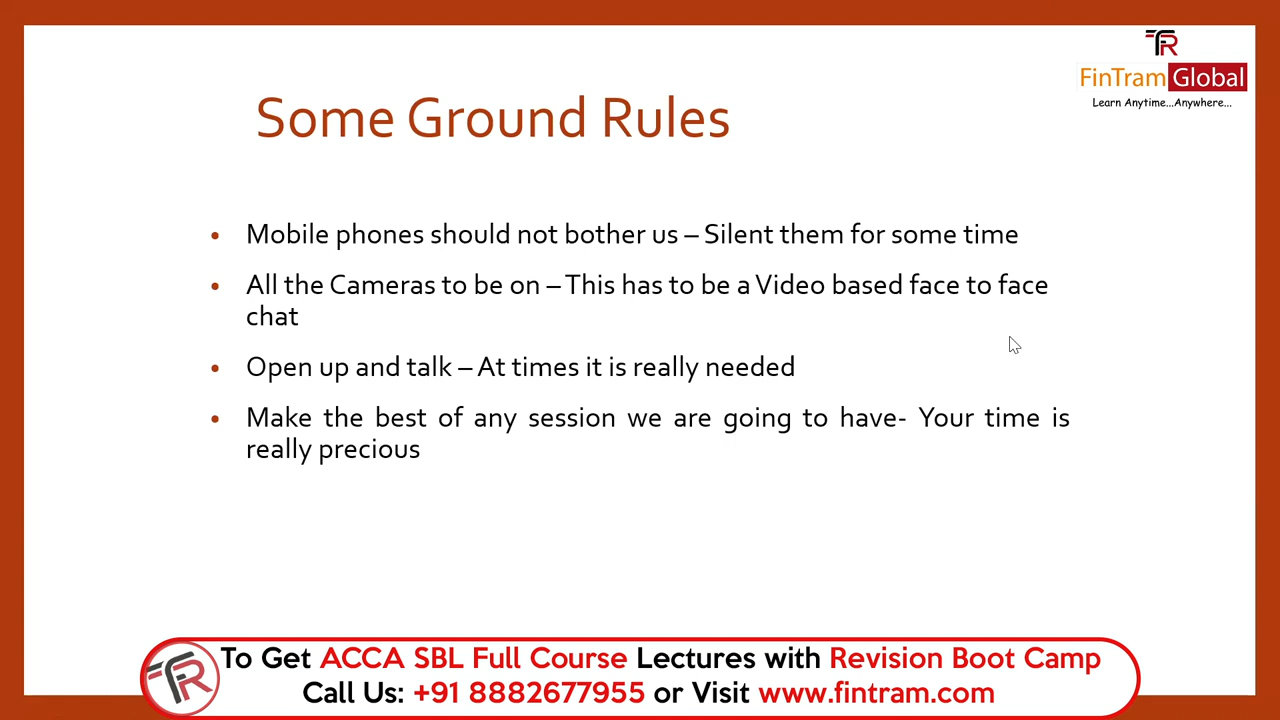 FR
FinTram Global
Learn Anytime...Anywhere...
Some Ground Rules
• Mobile phones should not bother us – Silent them for some time
• All the Cameras to be on – This has to be a Video based face to face
chat
• Open up and talk – At times it is really needed
• Make the best of any session we are going to have- Your time is
really precious
FR
To Get ACCA SBL Full Course Lectures with Revision Boot Camp
Call Us: +91 8882677955 or Visit www.fintram.com